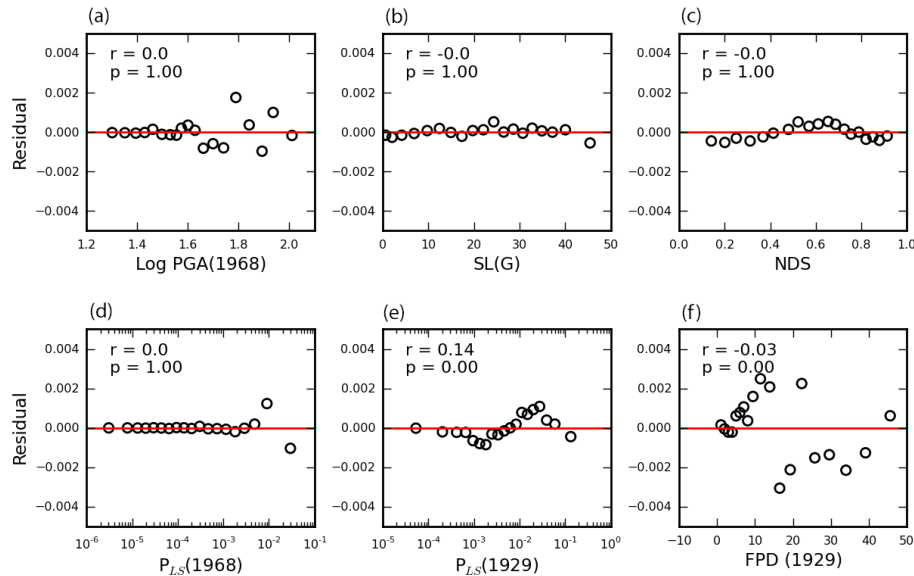 (a)
r = 0.0
p = 1.00
0.004
0.002
0.000
−0.002
−0.004
Residual
1.2 1.4 1.6 1.8 2.0
Log PGA(1968)
(b)
r = -0.0
p = 1.00
0.004
0.002
0.000
−0.002
−0.004
0 10 20 30 40 50
SL(G)
(c)
r = -0.0
p = 1.00
0.004
0.002
0.000
−0.002
−0.004
0.0 0.2 0.4 0.6 0.8 1.0
NDS
(d)
r = 0.0
p = 1.00
0.004
0.002
0.000
−0.002
−0.004
Residual
10⁻⁶ 10⁻⁵ 10⁻⁴ 10⁻³ 10⁻² 10⁻¹
P_LS(1968)
(e)
r = 0.14
p = 0.00
0.004
0.002
0.000
−0.002
−0.004
10⁻⁵ 10⁻⁴ 10⁻³ 10⁻² 10⁻¹ 10⁰
P_LS(1929)
(f)
r = -0.03
p = 0.00
0.004
0.002
0.000
−0.002
−0.004
−10 0 10 20 30 40 50
FPD (1929)